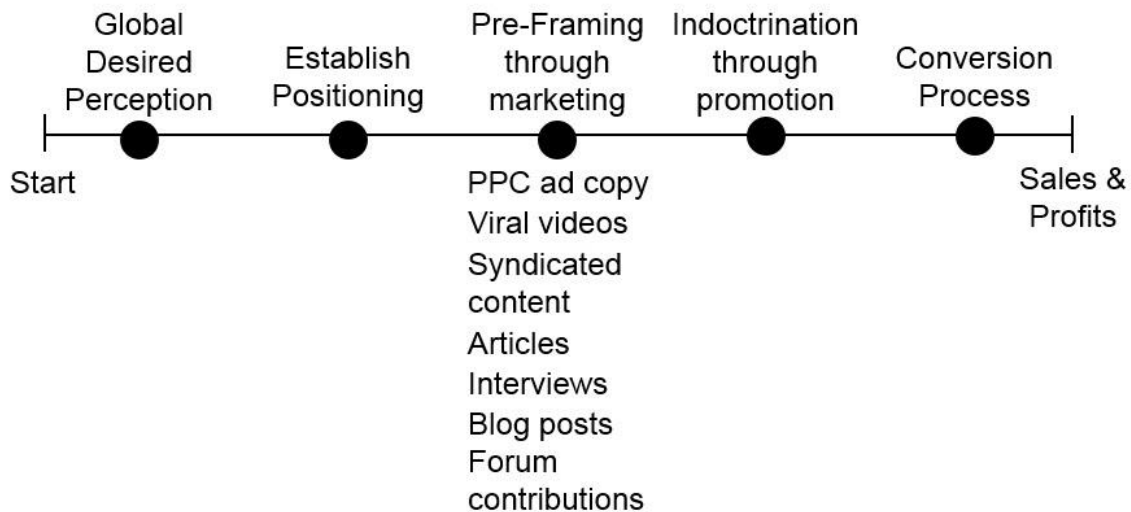 Global
Desired
Perception
Establish
Positioning
Pre-Framing
through
marketing
Indoctrination
through
promotion
Conversion
Process
Start
PPC ad copy
Viral videos
Syndicated
content
Articles
Interviews
Blog posts
Forum
contributions
Sales &
Profits